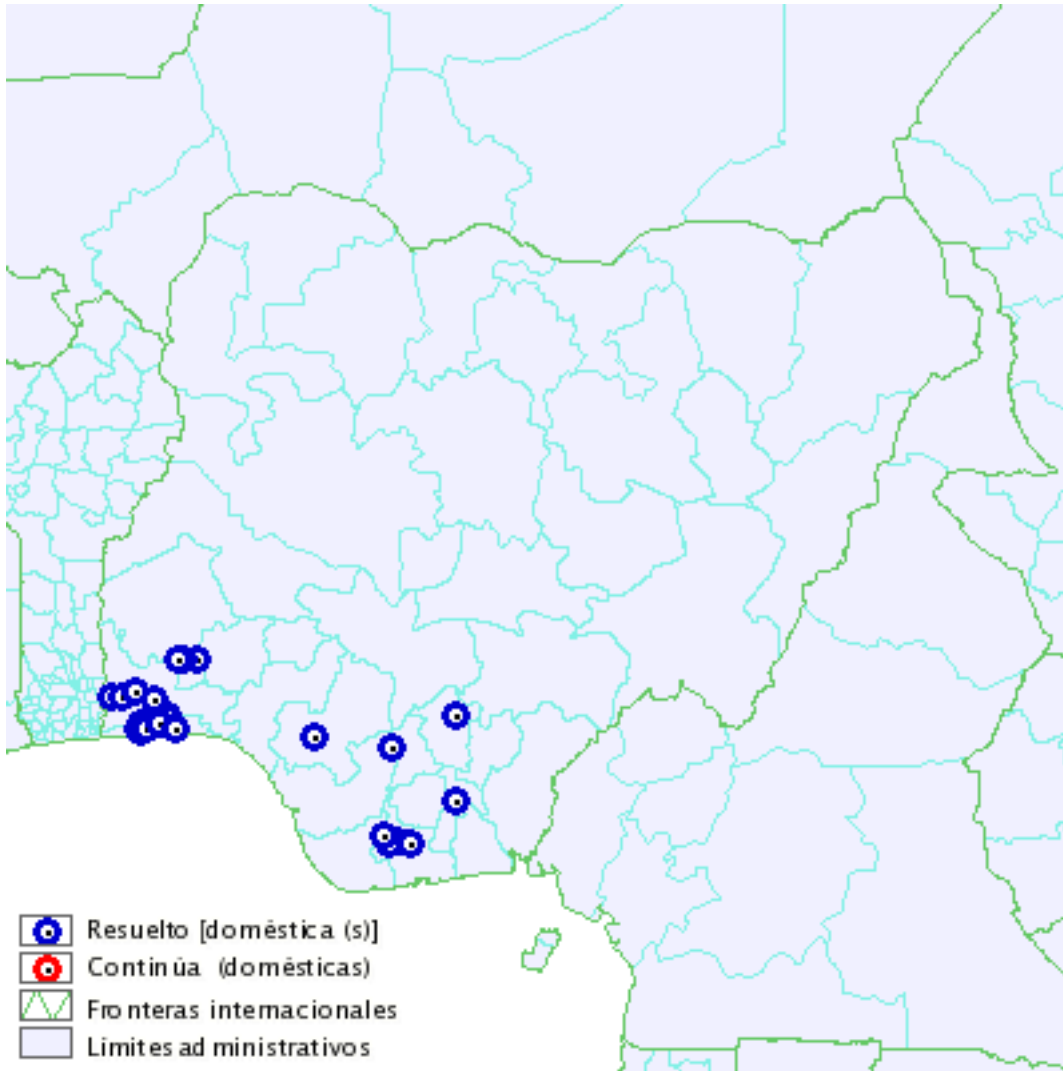 Resuelto [doméstica (s)]
Continúa (domésticas)
Fronteras internacionales
Límites administrativos